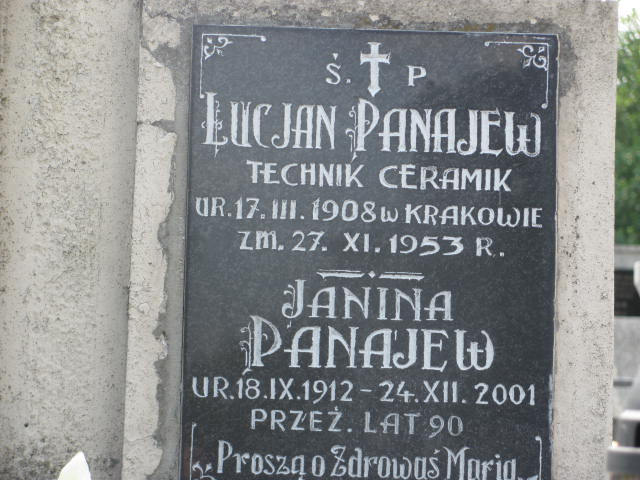 Ś. P
LUCJAN PANAJEW
TECHNIK CERAMIK
UR. 17. III. 1908 W KRAKOWIE
ZM. 27. XI. 1953 R.
JANINA
PANAJEW
UR. 18. IX. 1912 - 24. XII. 2001
PRZEŻ. LAT 90
Proszą o Zdrowaś Maria